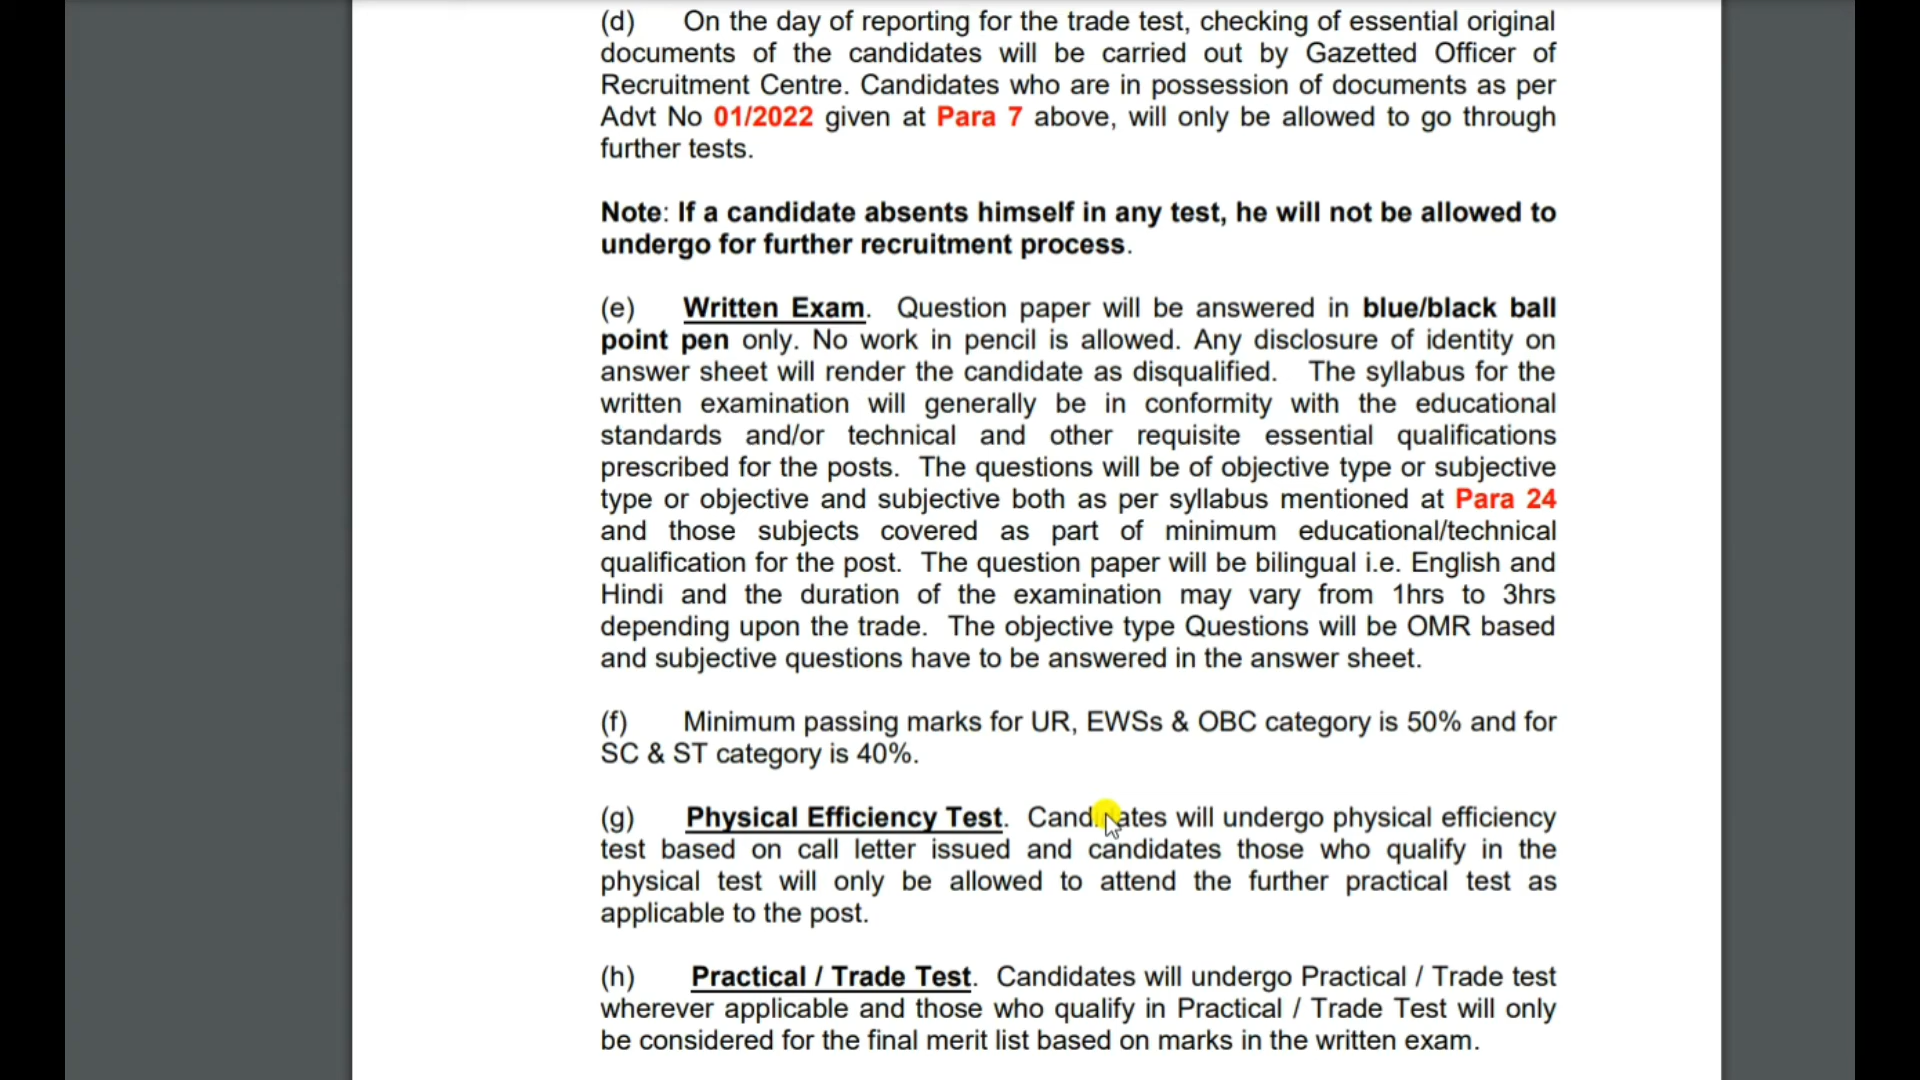 (d) On the day of reporting for the trade test, checking of essential original
documents of the candidates will be carried out by Gazetted Officer of
Recruitment Centre. Candidates who are in possession of documents as per
Advt No 01/2022 given at Para 7 above, will only be allowed to go through
further tests.
Note: If a candidate absents himself in any test, he will not be allowed to
undergo for further recruitment process.
(e) Written Exam. Question paper will be answered in blue/black ball
point pen only. No work in pencil is allowed. Any disclosure of identity on
answer sheet will render the candidate as disqualified. The syllabus for the
written examination will generally be in conformity with the educational
standards and/or technical and other requisite essential qualifications
prescribed for the posts. The questions will be of objective type or subjective
type or objective and subjective both as per syllabus mentioned at Para 24
and those subjects covered as part of minimum educational/technical
qualification for the post. The question paper will be bilingual i.e. English and
Hindi and the duration of the examination may vary from 1hrs to 3hrs
depending upon the trade. The objective type Questions will be OMR based
and subjective questions have to be answered in the answer sheet.
(f) Minimum passing marks for UR, EWSs & OBC category is 50% and for
SC & ST category is 40%.
(g) Physical Efficiency Test. Candidates will undergo physical efficiency
test based on call letter issued and candidates those who qualify in the
physical test will only be allowed to attend the further practical test as
applicable to the post.
(h) Practical / Trade Test. Candidates will undergo Practical / Trade test
wherever applicable and those who qualify in Practical / Trade Test will only
be considered for the final merit list based on marks in the written exam.